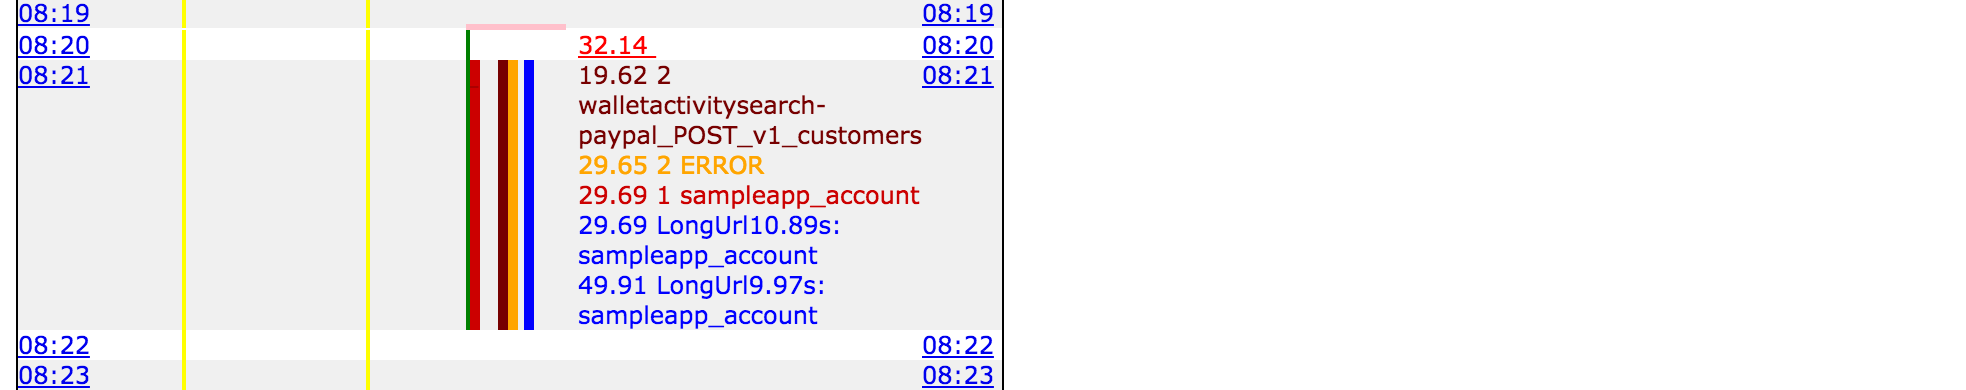 08:19 08:19
08:20 32.14 08:20
08:21 19.62 2 08:21
walletactivitysearch-
paypal_POST_v1_customers
29.65 2 ERROR
29.69 1 sampleapp_account
29.69 LongUrl10.89s:
sampleapp_account
49.91 LongUrl9.97s:
sampleapp_account
08:22 08:22
08:23 08:23